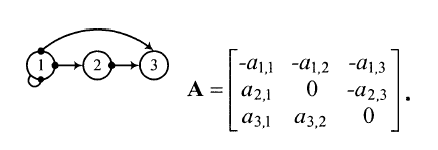 1 2 3
A = [ -a1,1 -a1,2 -a1,3
a2,1 0 -a2,3
a3,1 a3,2 0 ].